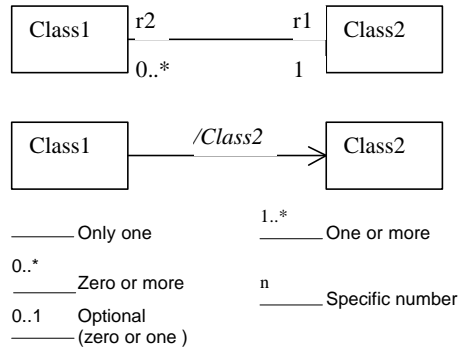 Class1 r2 r1 Class2
0..* 1
Class1 /Class2 Class2
1..*
Only one One or more
0..*
Zero or more n
Specific number
0..1 Optional
(zero or one )